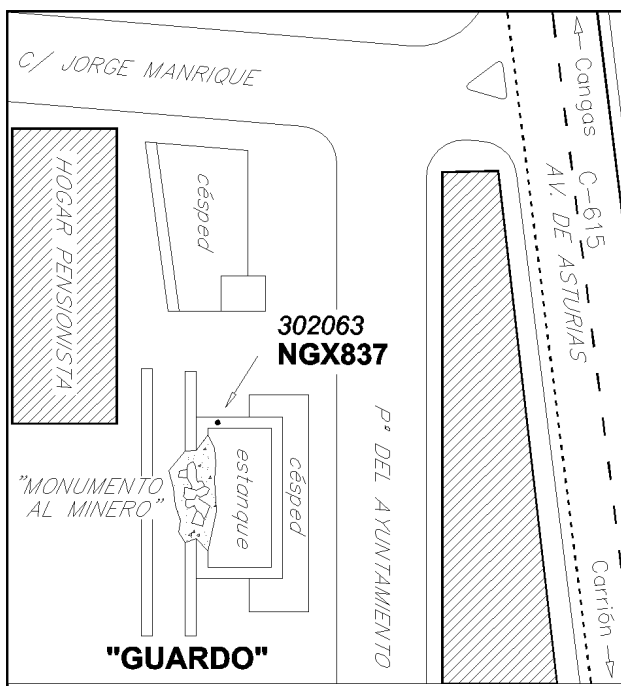 C/ JORGE MANRIQUE
Cangas
C-615
AV. DE ASTURIAS
HOGAR PENSIONISTA
césped
302063
NGX837
"MONUMENTO
AL MINERO"
estanque
césped
Pº DEL AYUNTAMIENTO
Carrión
"GUARDO"